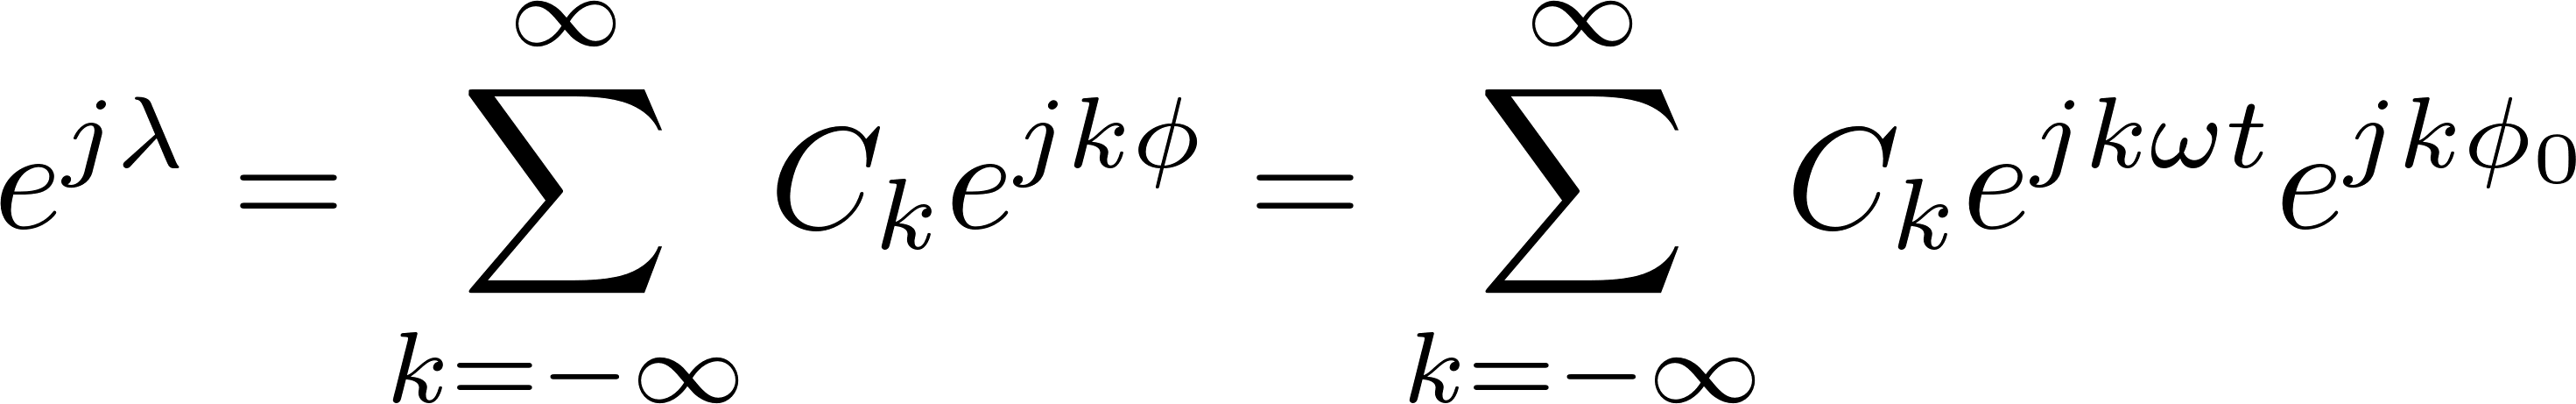 $e^{j\lambda} = \sum_{k=-\infty}^{\infty} C_k e^{jk\phi} = \sum_{k=-\infty}^{\infty} C_k e^{jk\omega t} e^{jk\phi_0}$